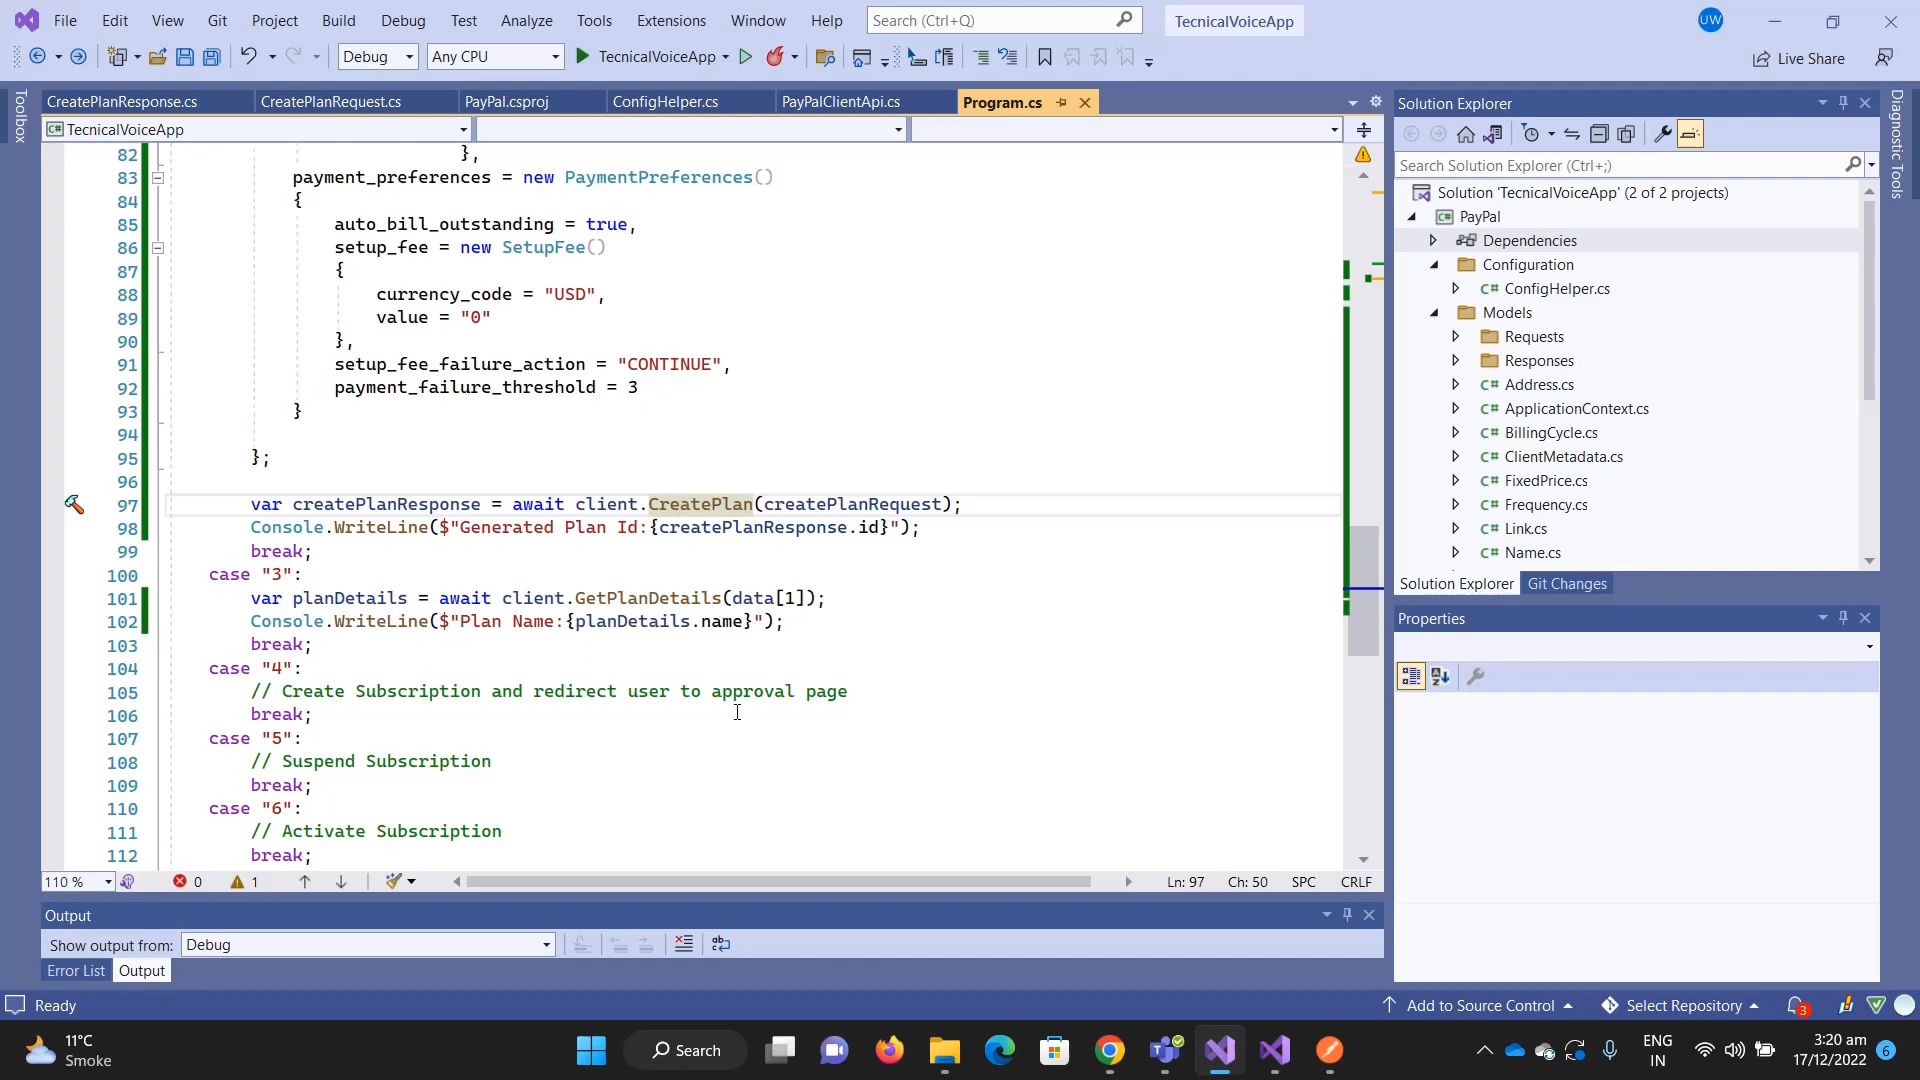 File Edit View Git Project Build Debug Test Analyze Tools Extensions Window Help Search (Ctrl+Q) TecnicalVoiceApp UW
Debug Any CPU TecnicalVoiceApp Live Share
Toolbox
CreatePlanResponse.cs CreatePlanRequest.cs PayPal.csproj ConfigHelper.cs PayPalClientApi.cs Program.cs
C# TecnicalVoiceApp
82 },
83 payment_preferences = new PaymentPreferences()
84 {
85 auto_bill_outstanding = true,
86 setup_fee = new SetupFee()
87 {
88 currency_code = "USD",
89 value = "0"
90 },
91 setup_fee_failure_action = "CONTINUE",
92 payment_failure_threshold = 3
93 }
94
95 };
96
97 var createPlanResponse = await client.CreatePlan(createPlanRequest);
98 Console.WriteLine($"Generated Plan Id:{createPlanResponse.id}");
99 break;
100 case "3":
101 var planDetails = await client.GetPlanDetails(data[1]);
102 Console.WriteLine($"Plan Name:{planDetails.name}");
103 break;
104 case "4":
105 // Create Subscription and redirect user to approval page
106 break;
107 case "5":
108 // Suspend Subscription
109 break;
110 case "6":
111 // Activate Subscription
112 break;
110 % 0 1 Ln: 97 Ch: 50 SPC CRLF
Output
Show output from: Debug
Error List Output
Solution Explorer
Search Solution Explorer (Ctrl+;)
Solution 'TecnicalVoiceApp' (2 of 2 projects)
C# PayPal
Dependencies
Configuration
C# ConfigHelper.cs
Models
Requests
Responses
C# Address.cs
C# ApplicationContext.cs
C# BillingCycle.cs
C# ClientMetadata.cs
C# FixedPrice.cs
C# Frequency.cs
C# Link.cs
C# Name.cs
Solution Explorer Git Changes
Properties
Diagnostic Tools
Ready Add to Source Control Select Repository 3
11°C
Smoke
Search
ENG
IN
3:20 am
17/12/2022
6